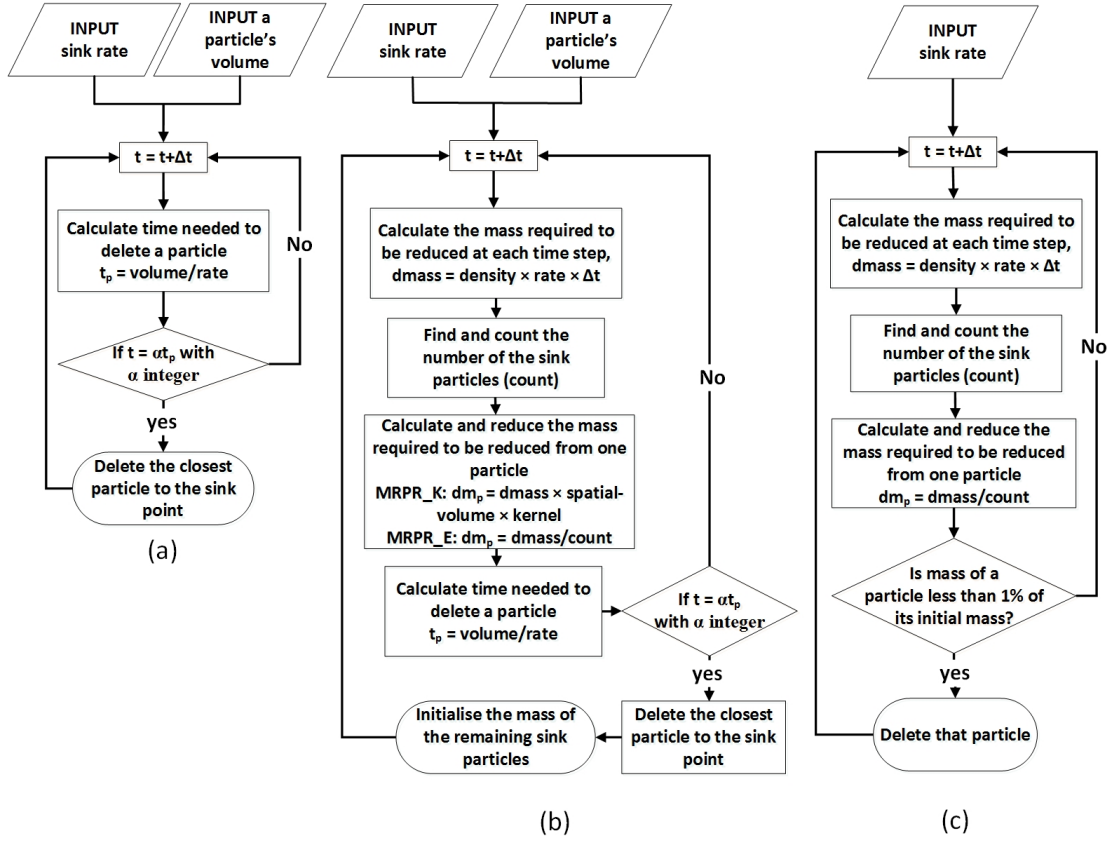 INPUT
sink rate
INPUT a
particle's
volume
t = t+Δt
Calculate time needed to
delete a particle
tp = volume/rate
No
If t = αtp with
α integer
yes
Delete the closest
particle to the sink
point
(a)
INPUT
sink rate
INPUT a
particle's
volume
t = t+Δt
Calculate the mass required to
be reduced at each time step,
dmass = density × rate × Δt
Find and count the
number of the sink
particles (count)
No
Calculate and reduce the mass
required to be reduced from one
particle
MRPR_K: dmp = dmass × spatial-
volume × kernel
MRPR_E: dmp = dmass/count
Calculate time needed to
delete a particle
tp = volume/rate
If t = αtp
with α integer
yes
Delete the closest
particle to the sink
point
Initialise the mass of
the remaining sink
particles
(b)
INPUT
sink rate
t = t+Δt
Calculate the mass required to
be reduced at each time step,
dmass = density × rate × Δt
Find and count the
number of the sink
particles (count)
No
Calculate and reduce the
mass required to be reduced
from one particle
dmp = dmass/count
Is mass of a
particle less than 1% of
its initial mass?
yes
Delete that particle
(c)